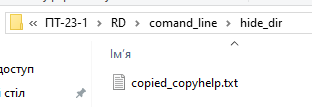 « ПТ-23-1 › RD › comand_line › hide_dir
Ім'я
доступ
copied_copyhelp.txt
стіл